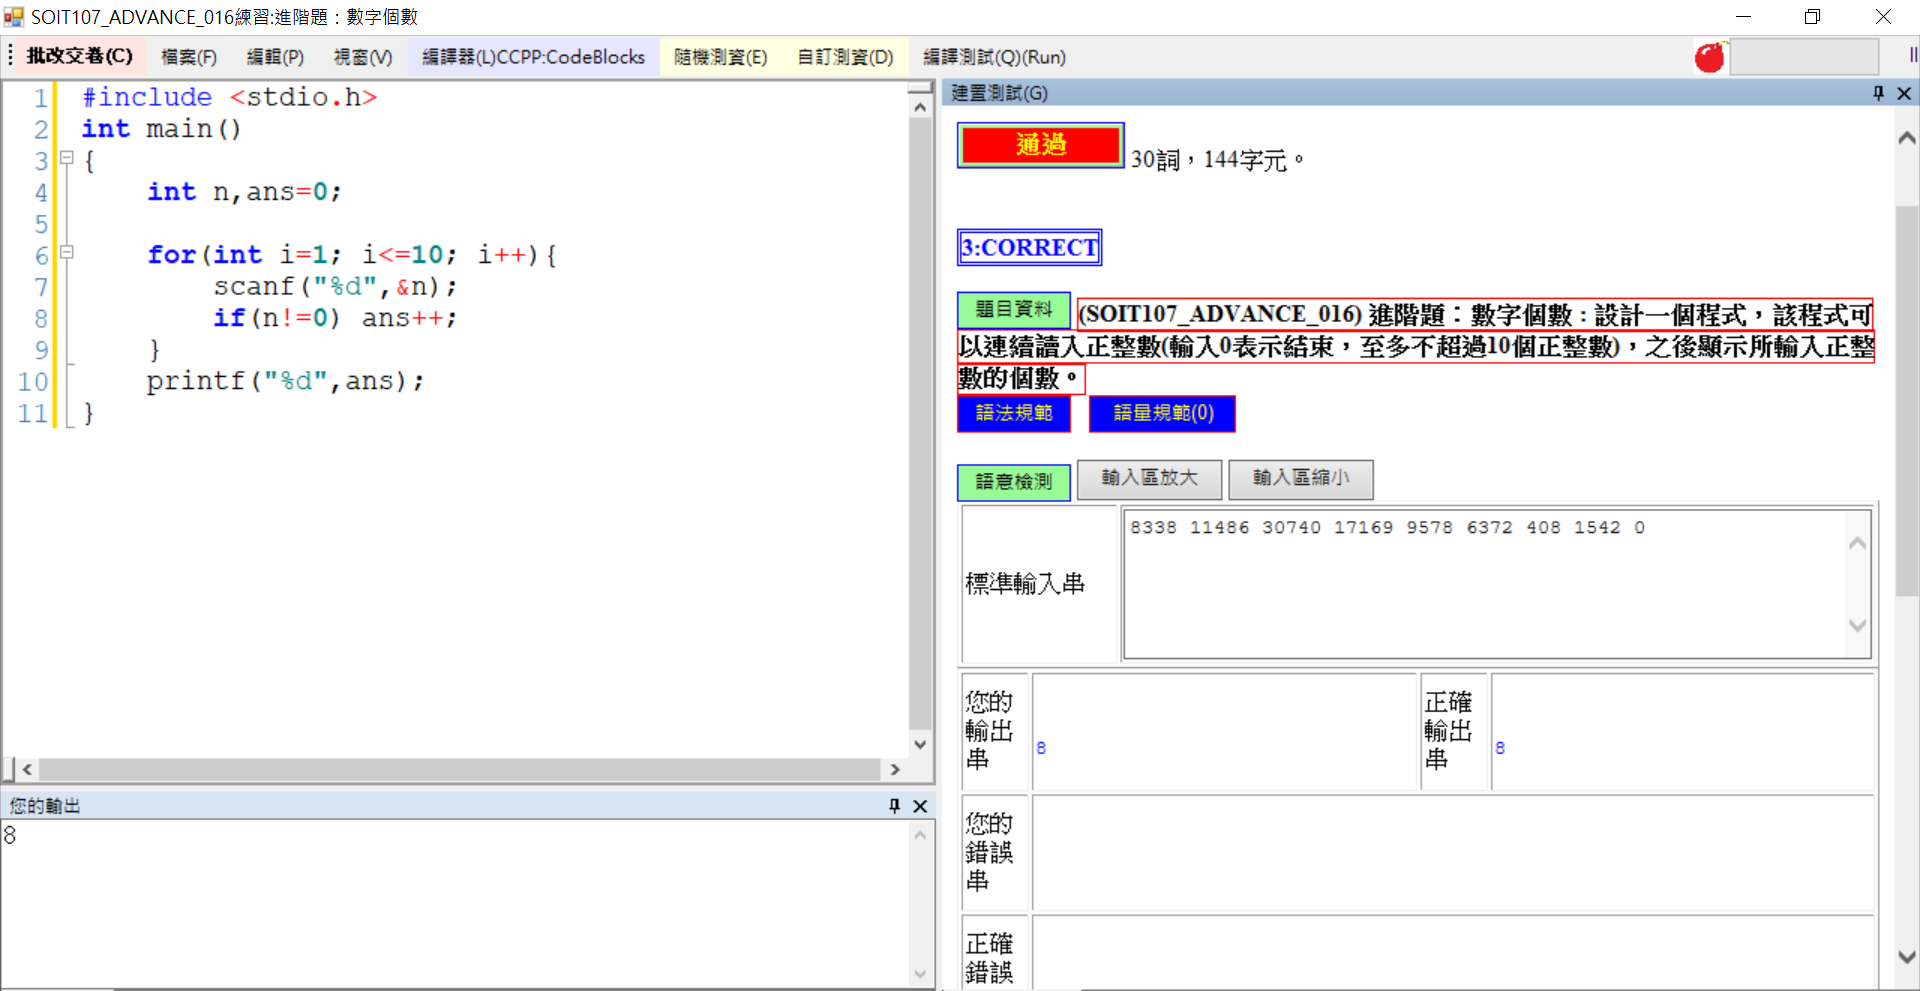 SOIT107_ADVANCE_016練習:進階題：數字個數
批改交卷(C) 檔案(F) 編輯(P) 視窗(V) 編譯器(L)CCPP:CodeBlocks 隨機測資(E) 自訂測資(D) 編譯測試(Q)(Run)
1 #include <stdio.h>
2 int main()
3 {
4 int n,ans=0;
5
6 for(int i=1; i<=10; i++){
7 scanf("%d",&n);
8 if(n!=0) ans++;
9 }
10 printf("%d",ans);
11 }
您的輸出
8
建置測試(G)
通過 30詞，144字元。
3:CORRECT
題目資料 (SOIT107_ADVANCE_016) 進階題：數字個數：設計一個程式，該程式可
以連續讀入正整數(輸入0表示結束，至多不超過10個正整數)，之後顯示所輸入正整
數的個數。
語法規範 語量規範(0)
語意檢測 輸入區放大 輸入區縮小
標準輸入串 8338 11486 30740 17169 9578 6372 408 1542 0
您的
輸出
串
8
正確
輸出
串
8
您的
錯誤
串
正確
錯誤